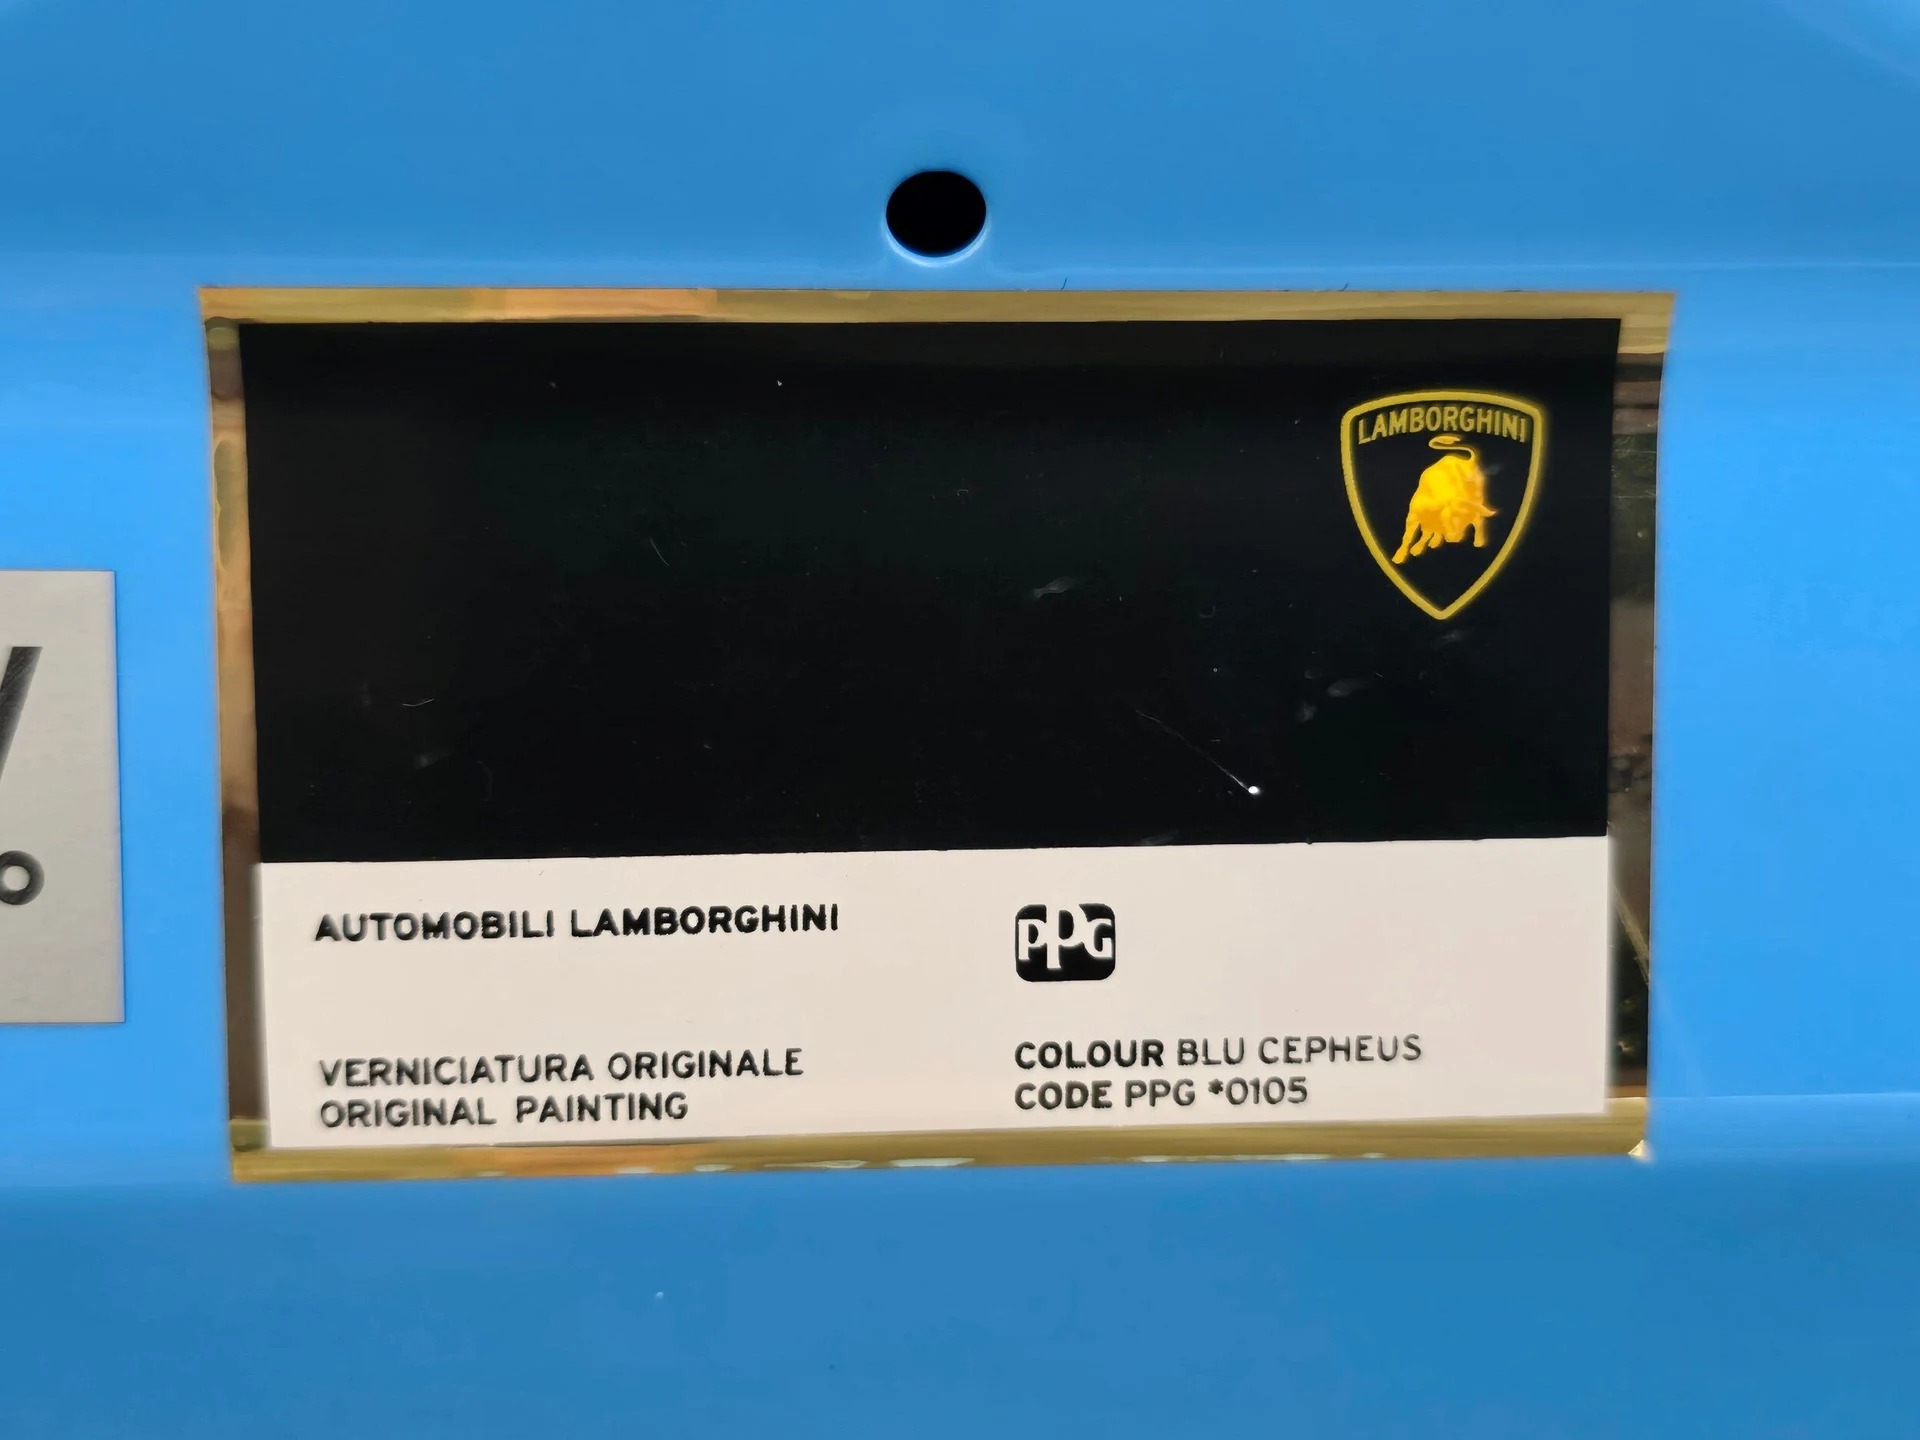 LAMBORGHINI
AUTOMOBILI LAMBORGHINI
PPG
VERNICIATURA ORIGINALE
ORIGINAL PAINTING
COLOUR BLU CEPHEUS
CODE PPG *0105